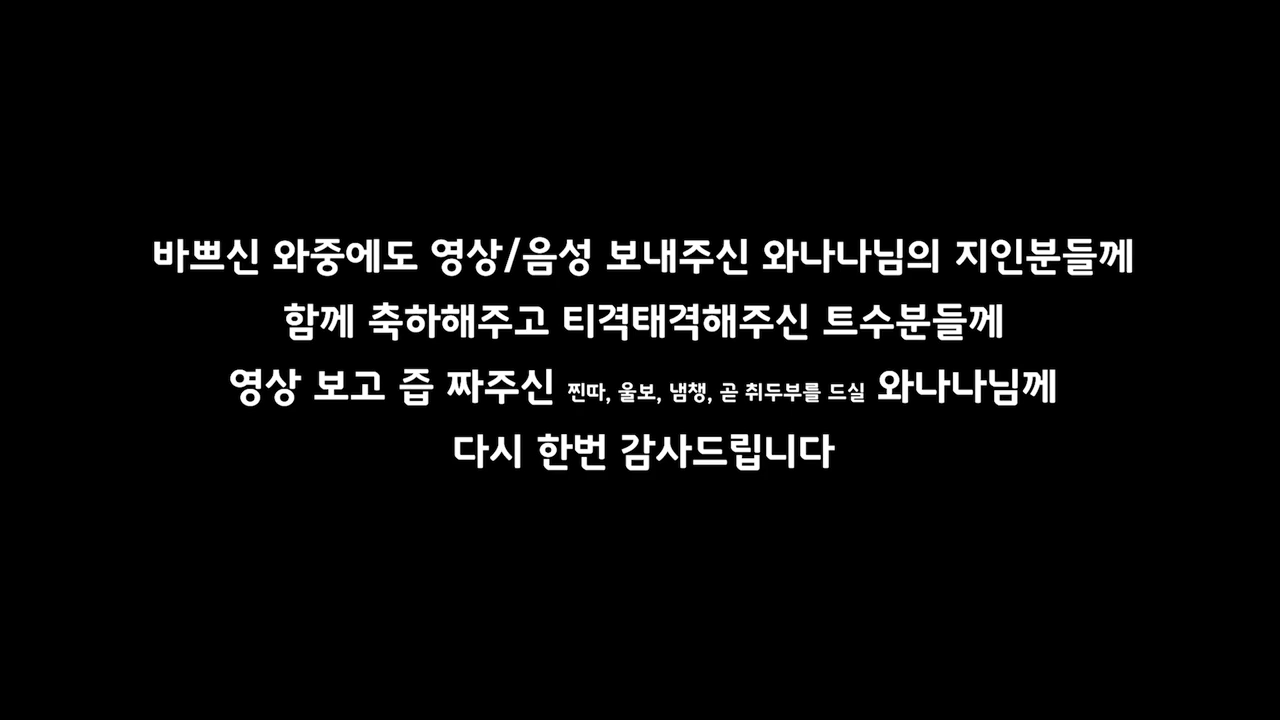 바쁘신 와중에도 영상/음성 보내주신 와나나님의 지인분들께
함께 축하해주고 티격태격해주신 트수분들께
영상 보고 즙 짜주신 찐따, 울보, 냄챙, 곧 취두부를 드실 와나나님께
다시 한번 감사드립니다